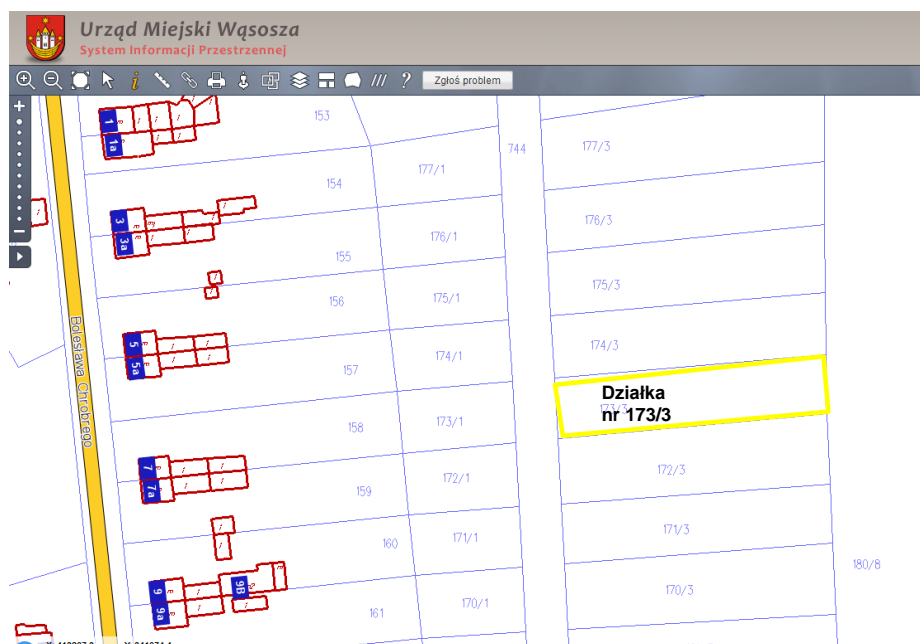 Urząd Miejski Wąsosza
System Informacji Przestrzennej
Zgłoś problem
153
744
177/3
1
1a
154
177/1
3
3a
155
176/1
176/3
156
175/1
175/3
Bolesława Chrobrego
5
5a
157
174/1
174/3
Działka
nr 173/3
173/3
158
173/1
7
7a
159
172/1
172/3
160
171/1
171/3
180/8
9
9a
9B
161
170/1
170/3